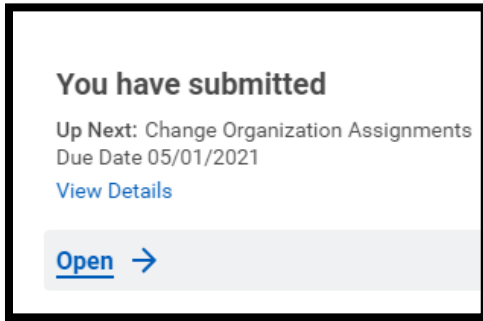 You have submitted
Up Next: Change Organization Assignments
Due Date 05/01/2021
View Details
Open →